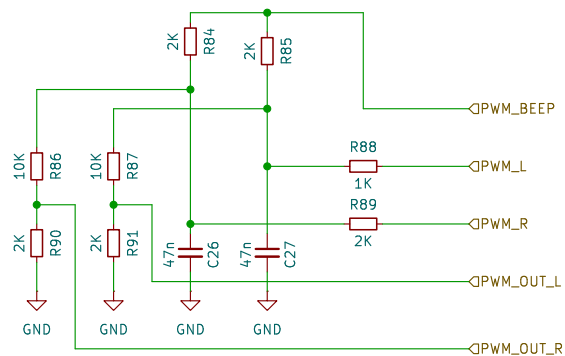 2K R84
2K R85
PWM_BEEP
R88
10K R86
10K R87
1K
PWM_L
R89
2K
PWM_R
2K R90
2K R91
47n C26
47n C27
PWM_OUT_L
GND GND GND GND
PWM_OUT_R